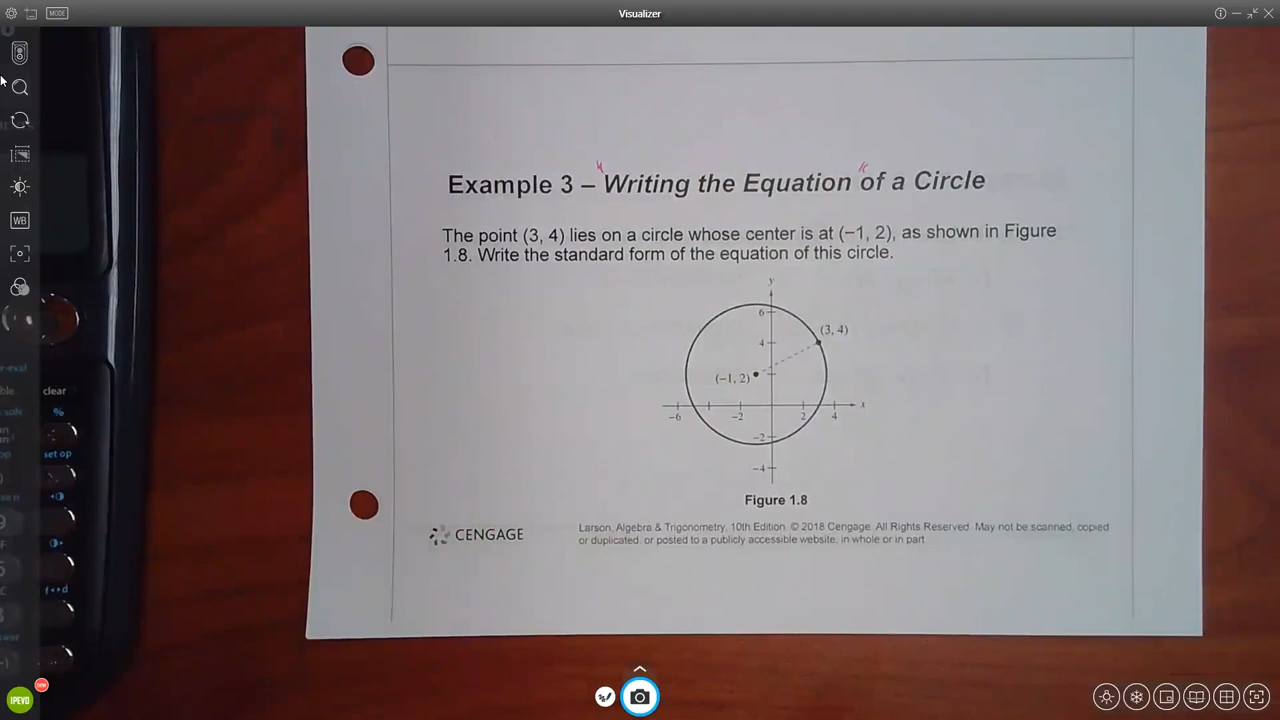 MODE
Visualizer
WB
Example 3 – Writing the Equation of a Circle
The point (3, 4) lies on a circle whose center is at (−1, 2), as shown in Figure
1.8. Write the standard form of the equation of this circle.
y
6
(3, 4)
4
(−1, 2)
x
−6
−2
2
4
−2
−4
Figure 1.8
CENGAGE
Larson, Algebra & Trigonometry, 10th Edition. © 2018 Cengage. All Rights Reserved. May not be scanned, copied
or duplicated, or posted to a publicly accessible website, in whole or in part
clear
%
set op
f◄►d
new
IPEVO